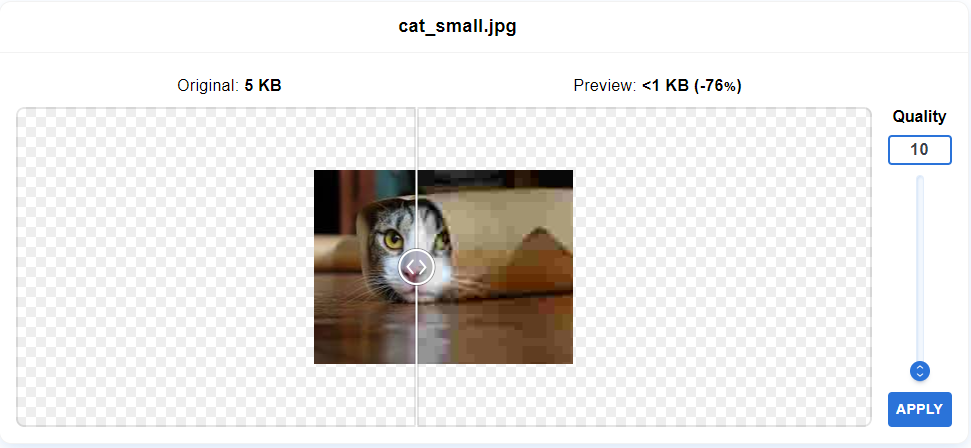 cat_small.jpg
Original: 5 KB
Preview: <1 KB (-76%)
Quality
10
APPLY